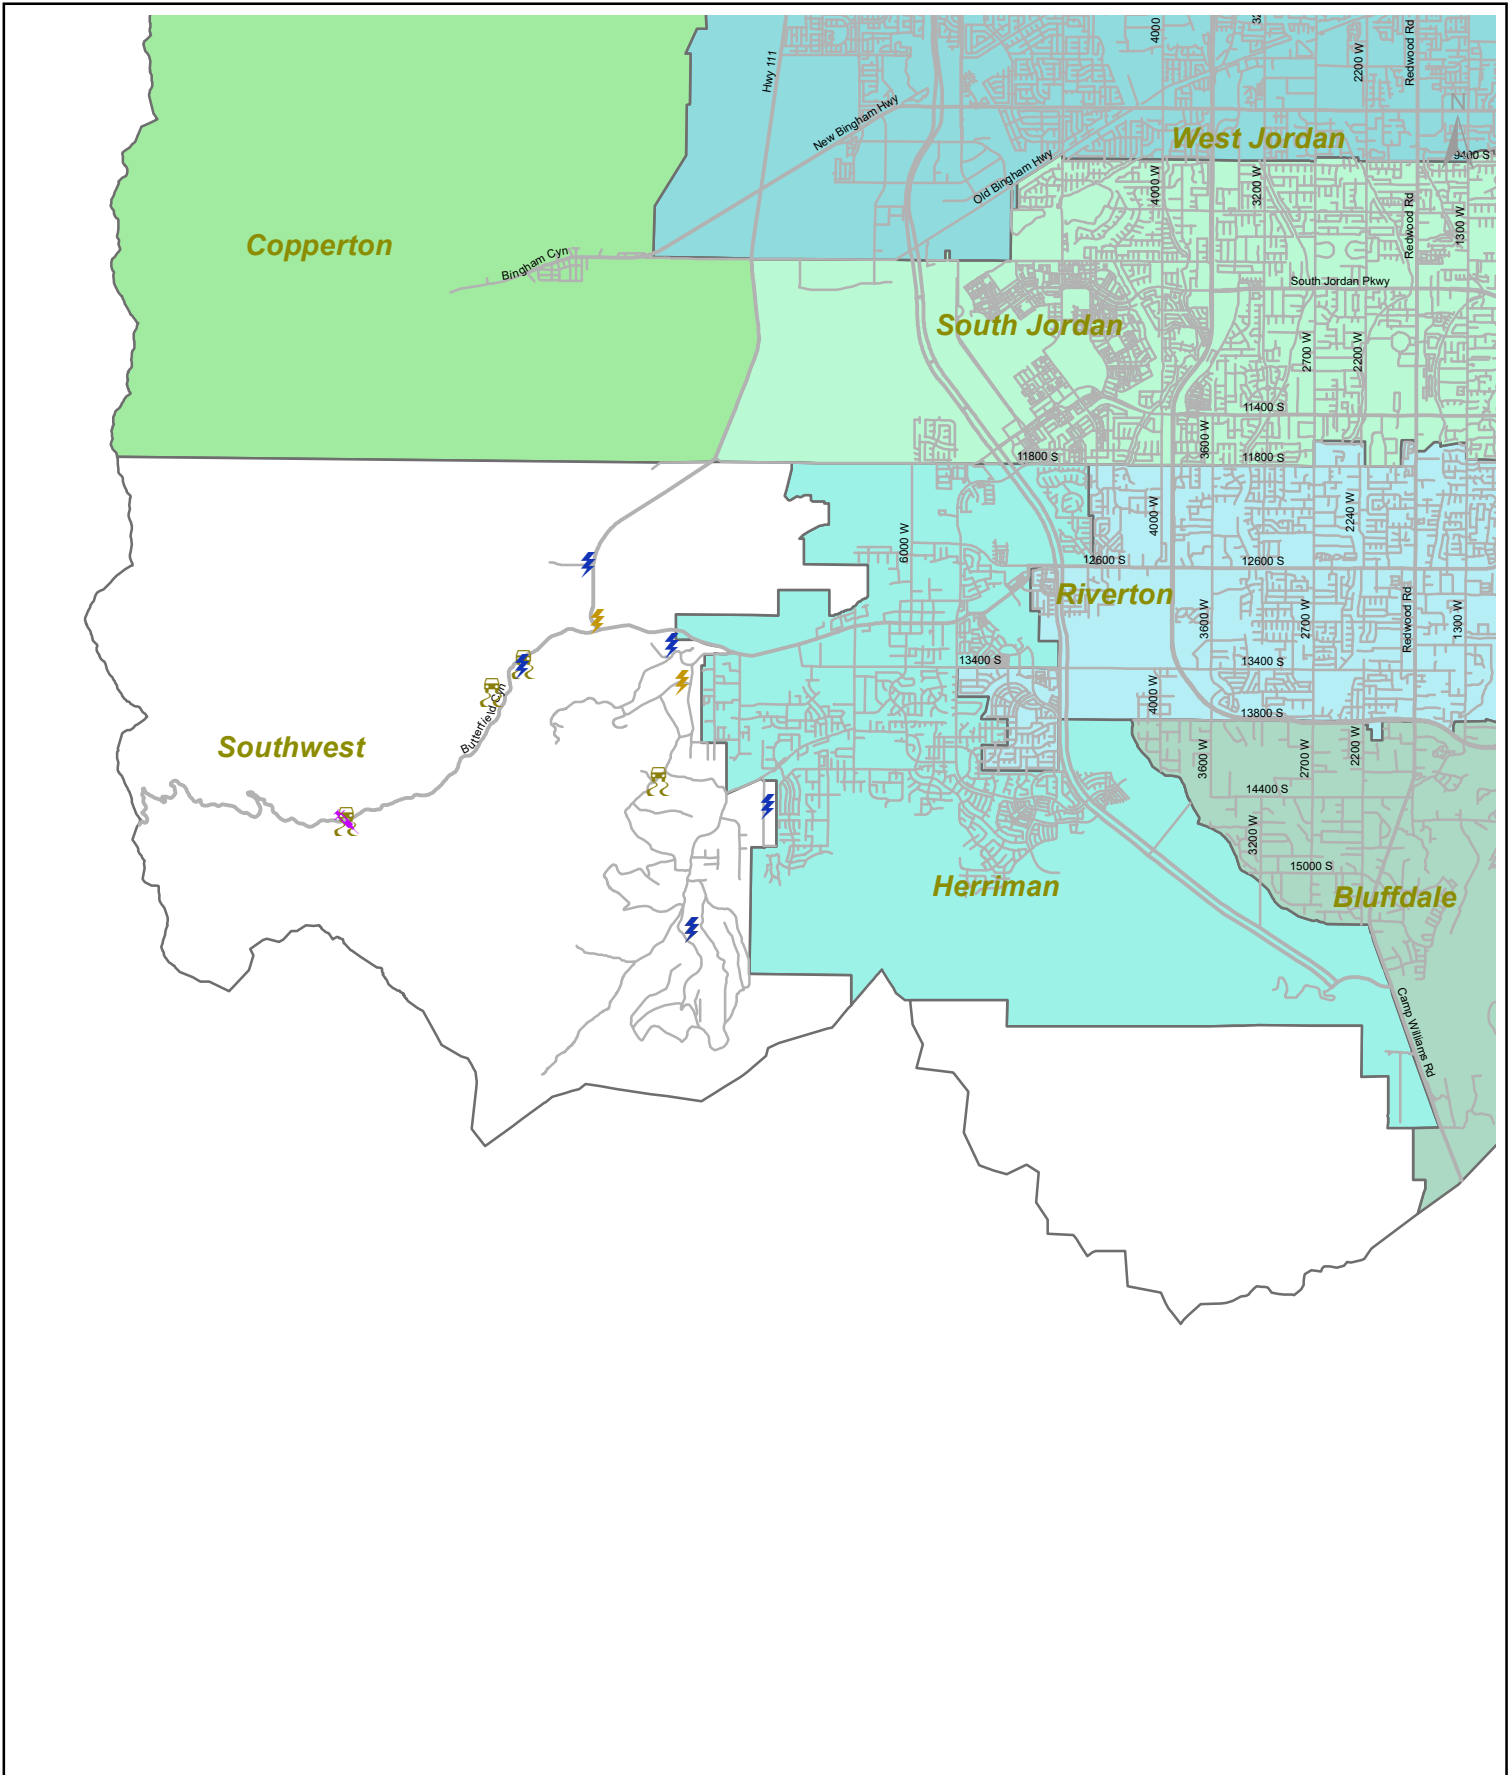 4000
32
2200 W
Redwood Rd
Hwy 111
New Bingham Hwy
N
West Jordan
9400 S
Old Bingham Hwy
4000 W
3200 W
Redwood Rd
1300 W
Copperton
Bingham Cyn
South Jordan Pkwy
South Jordan
2700 W
2200 W
11400 S
3600 W
11800 S
11800 S
6000 W
4000 W
2240 W
12600 S
12600 S
Riverton
3600 W
2700 W
Redwood Rd
1300 W
13400 S
13400 S
4000 W
13800 S
Butterfield Cyn
Southwest
3600 W
2700 W
2200 W
14400 S
3200 W
15000 S
Herriman
Bluffdale
Camp Williams Rd